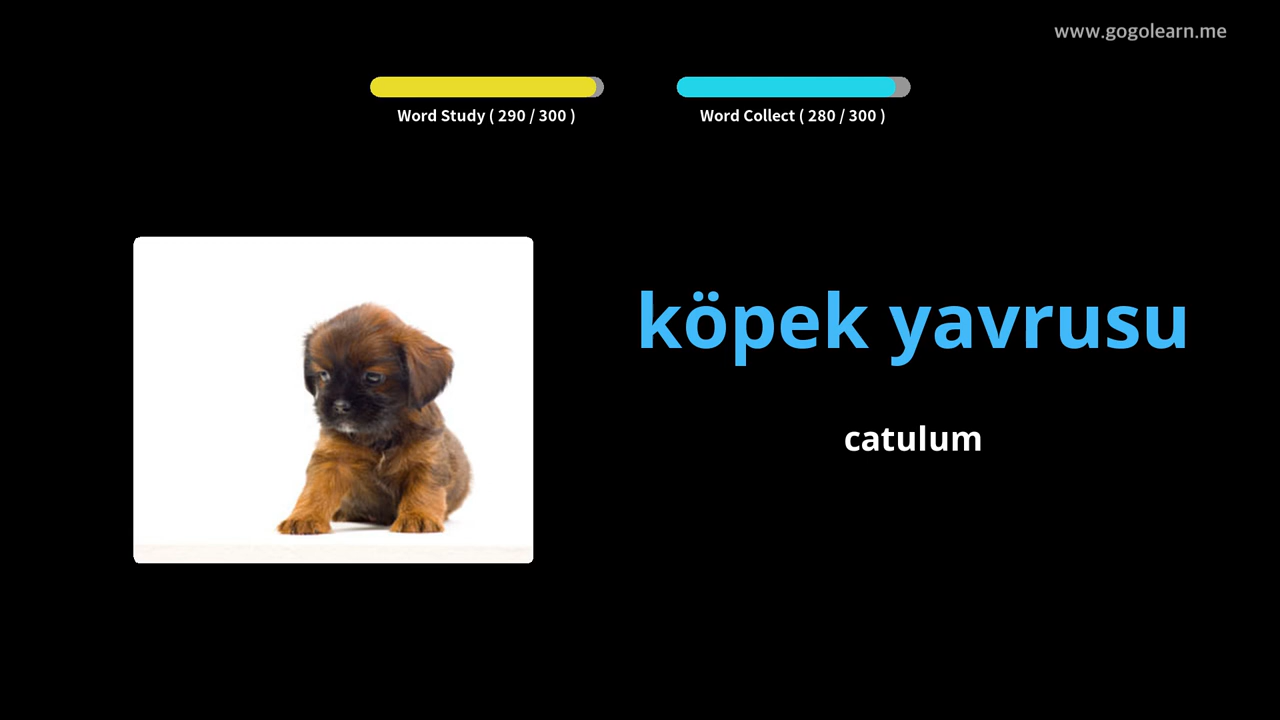 www.gogolearn.me
Word Study ( 290 / 300 )
Word Collect ( 280 / 300 )
köpek yavrusu
catulum